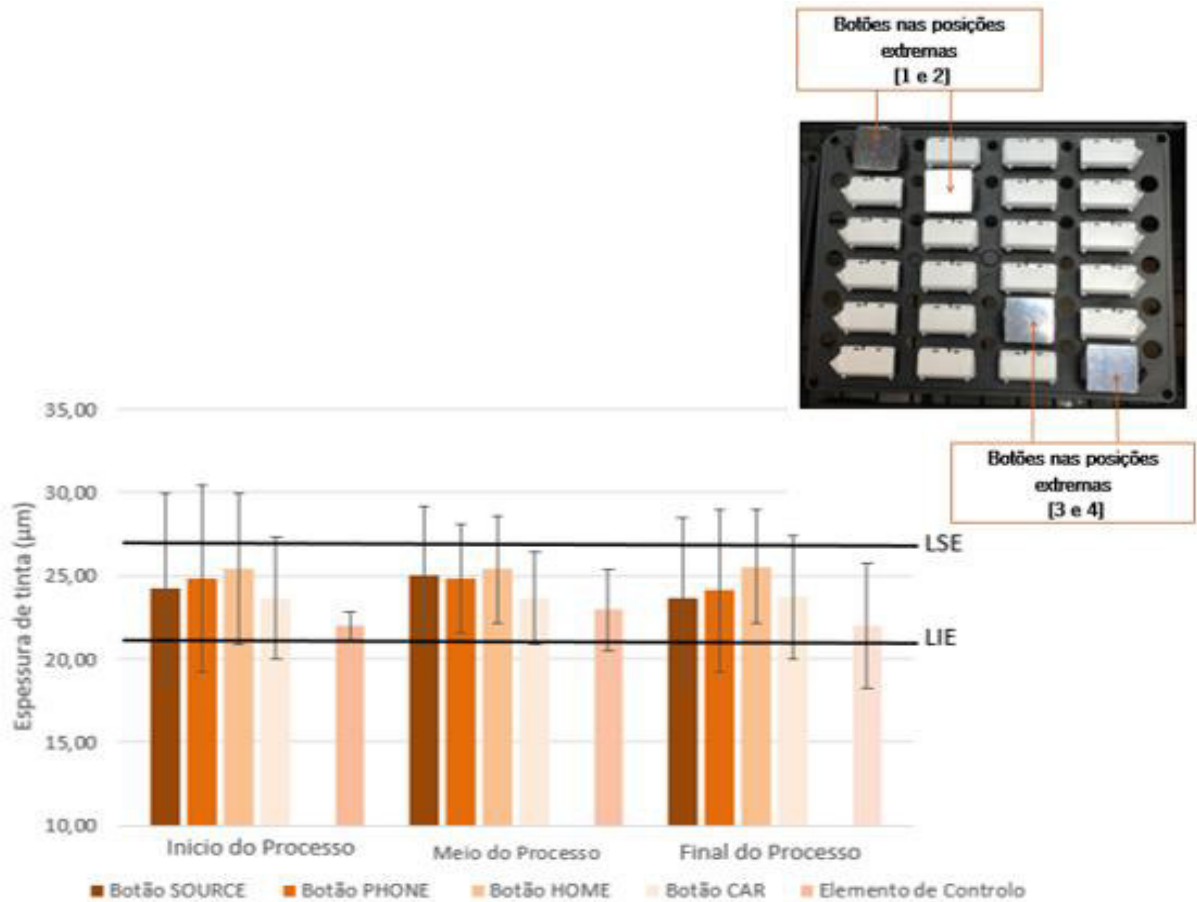 Botões nas posições
extremas
[1 e 2]
Botões nas posições
extremas
[3 e 4]
35,00
30,00
25,00
20,00
15,00
10,00
Espessura de tinta (µm)
LSE
LIE
Inicio do Processo
Meio do Processo
Final do Processo
Botão SOURCE
Botão PHONE
Botão HOME
Botão CAR
Elemento de Controlo